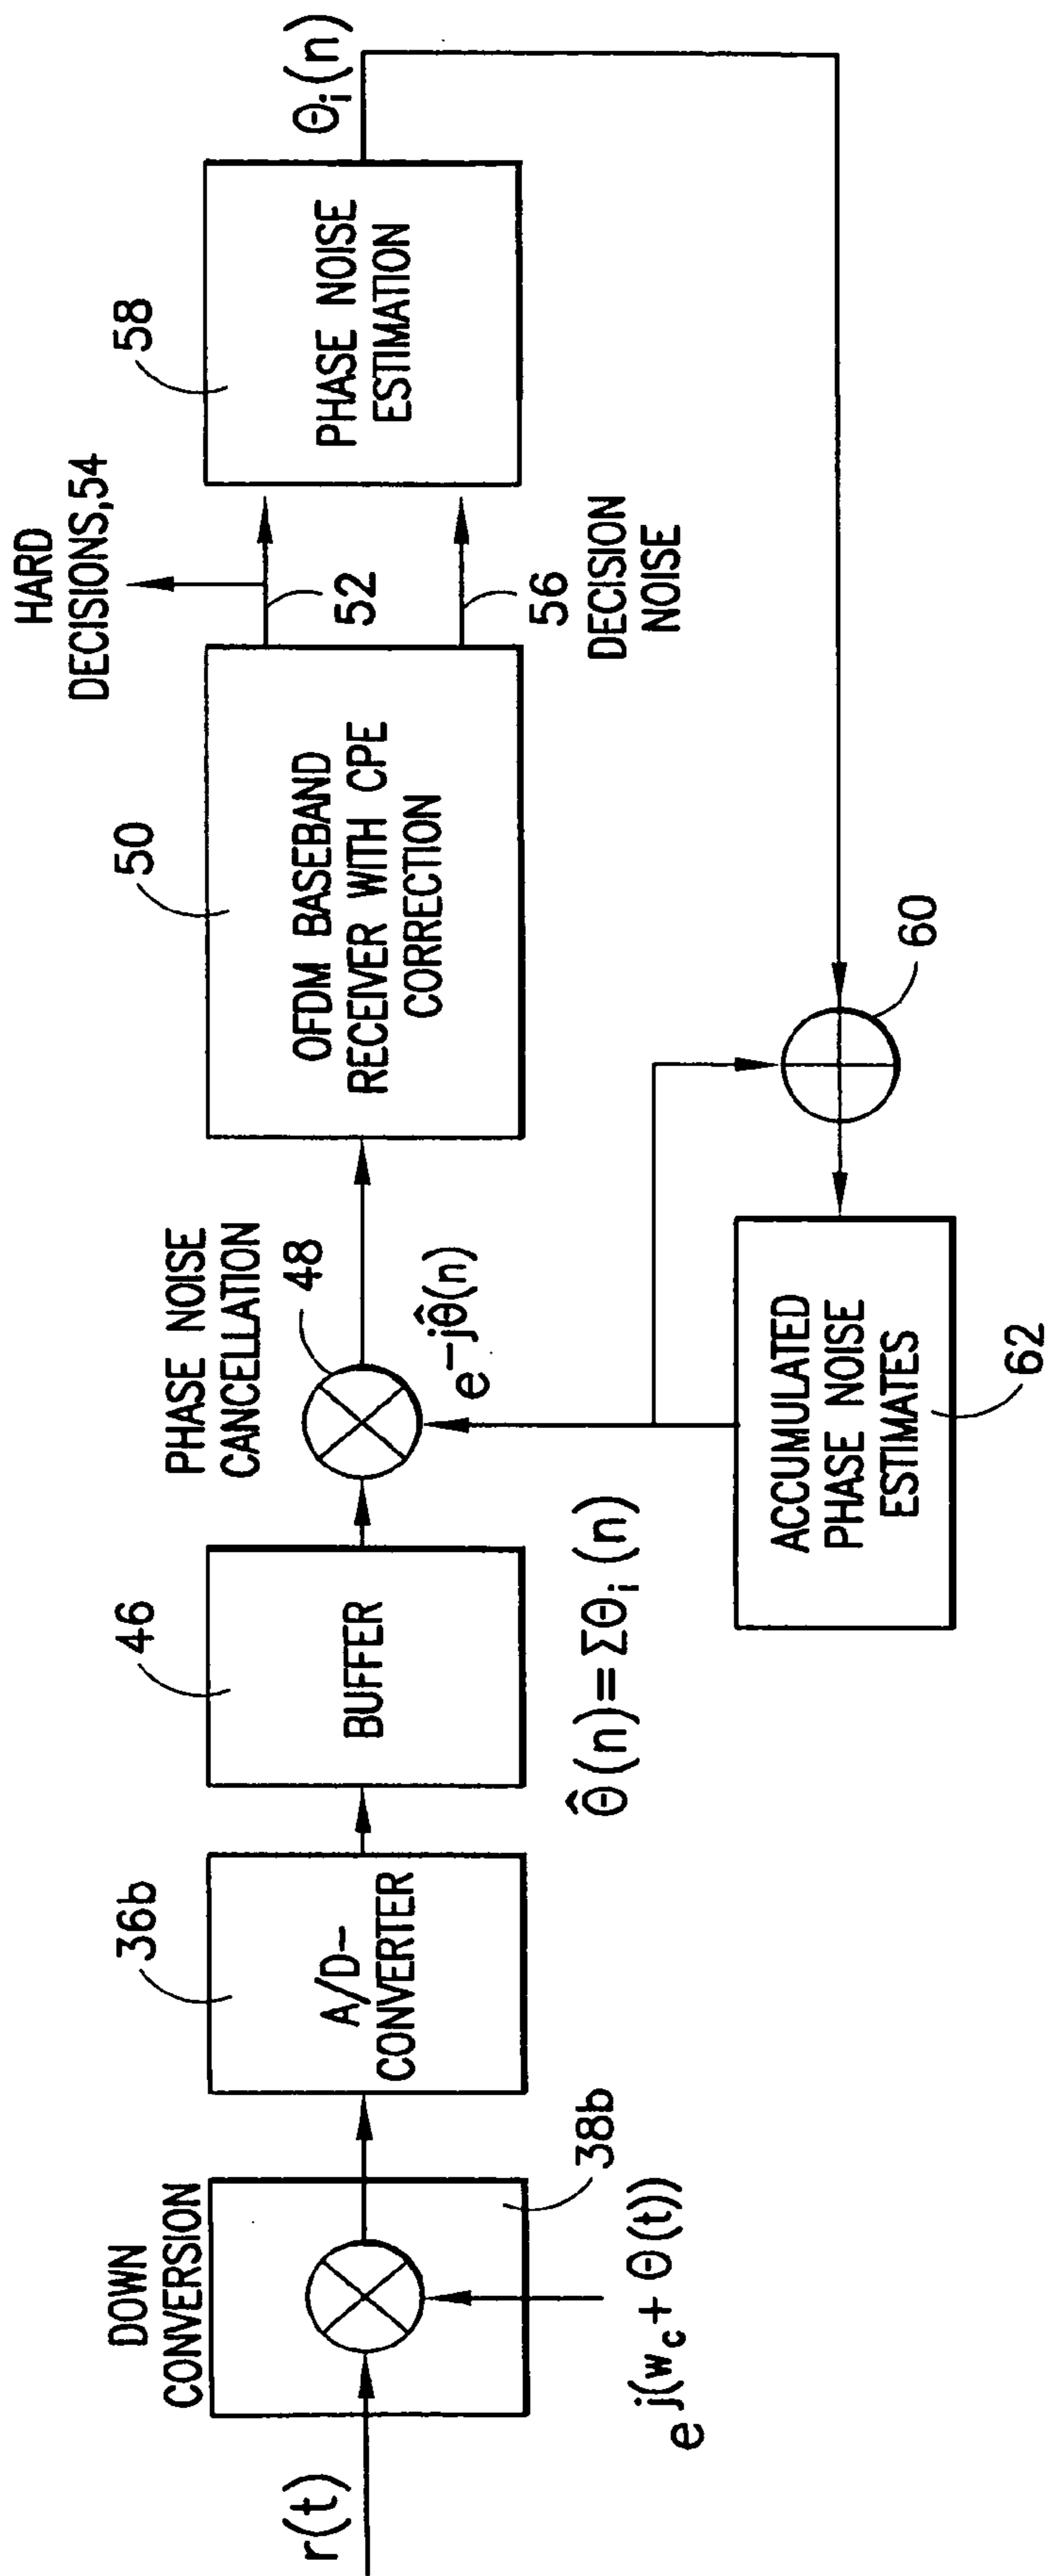 r(t)
DOWN
CONVERSION
38b
e^j(w_c + Θ(t))
36b
A/D-
CONVERTER
46
BUFFER
PHASE NOISE
CANCELLATION
48
e^-jΘ̂(n)
Θ̂(n)=ΣΘ_i (n)
50
OFDM BASEBAND
RECEIVER WITH CPE
CORRECTION
HARD
DECISIONS,54
52
56
DECISION
NOISE
58
PHASE NOISE
ESTIMATION
Θ_i(n)
60
ACCUMULATED
PHASE NOISE
ESTIMATES
62